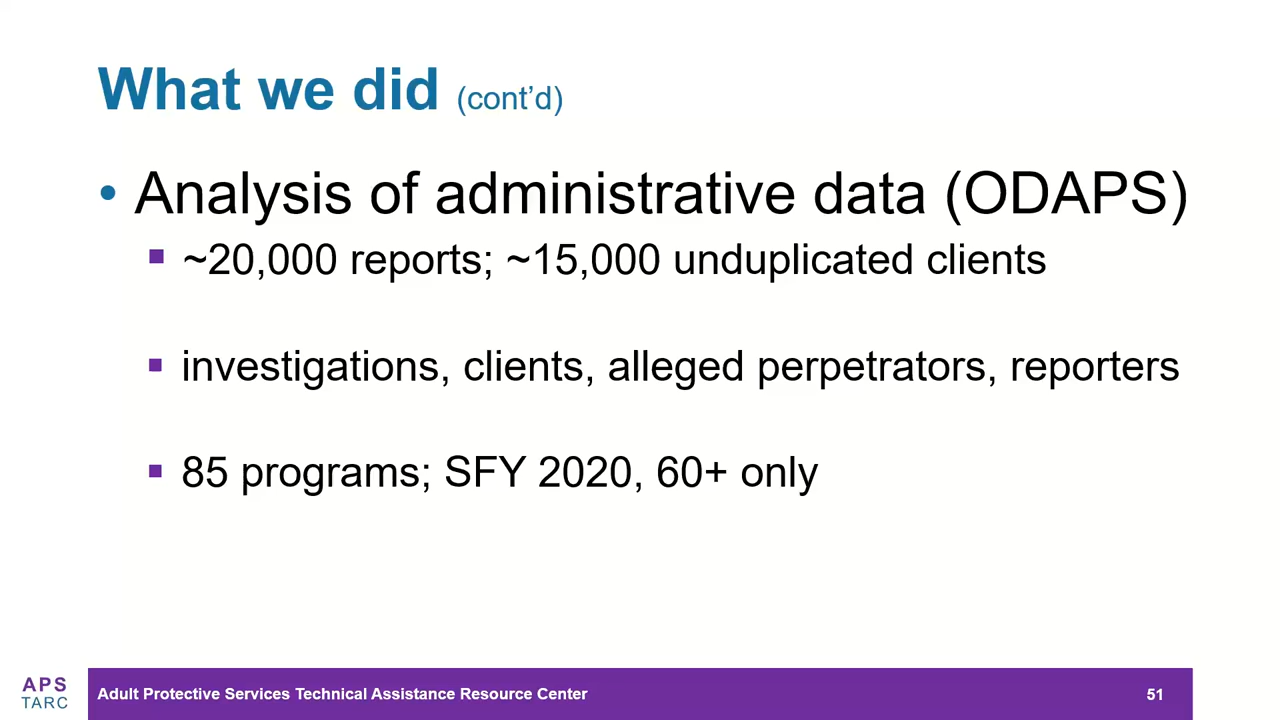 What we did (cont’d)
• Analysis of administrative data (ODAPS)
▪ ~20,000 reports; ~15,000 unduplicated clients
▪ investigations, clients, alleged perpetrators, reporters
▪ 85 programs; SFY 2020, 60+ only
APS
TARC
Adult Protective Services Technical Assistance Resource Center
51